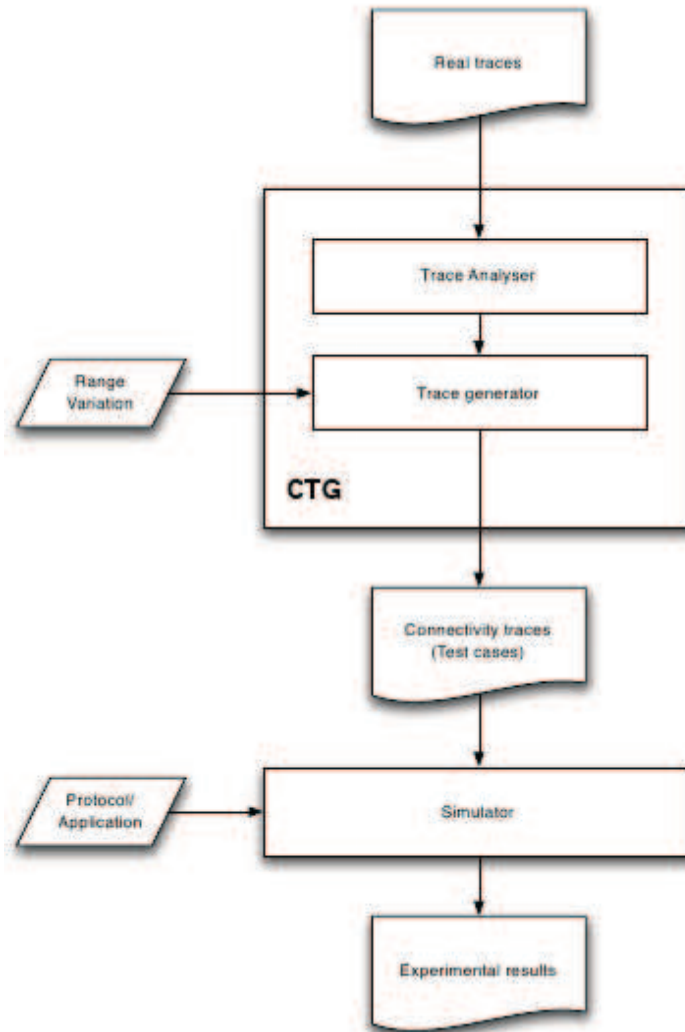 Real traces
Trace Analyser
Range
Variation
Trace generator
CTG
Connectivity traces
(Test cases)
Protocol/
Application
Simulator
Experimental results